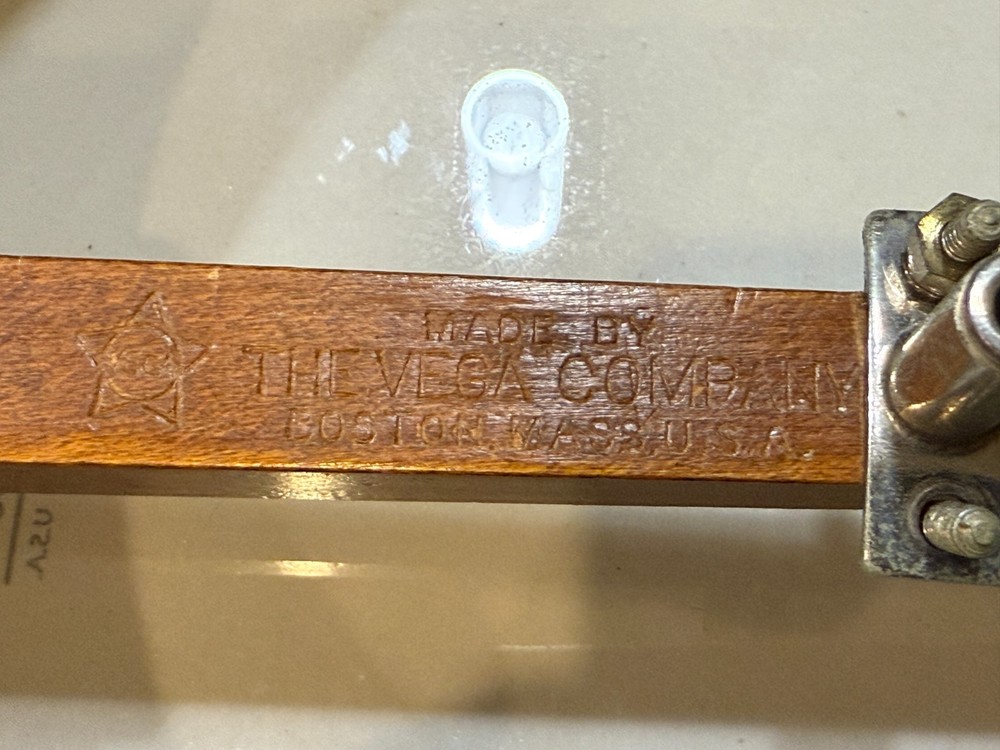 MADE BY
THE VEGA COMPANY
BOSTON, MASS. U.S.A.
U.S.A